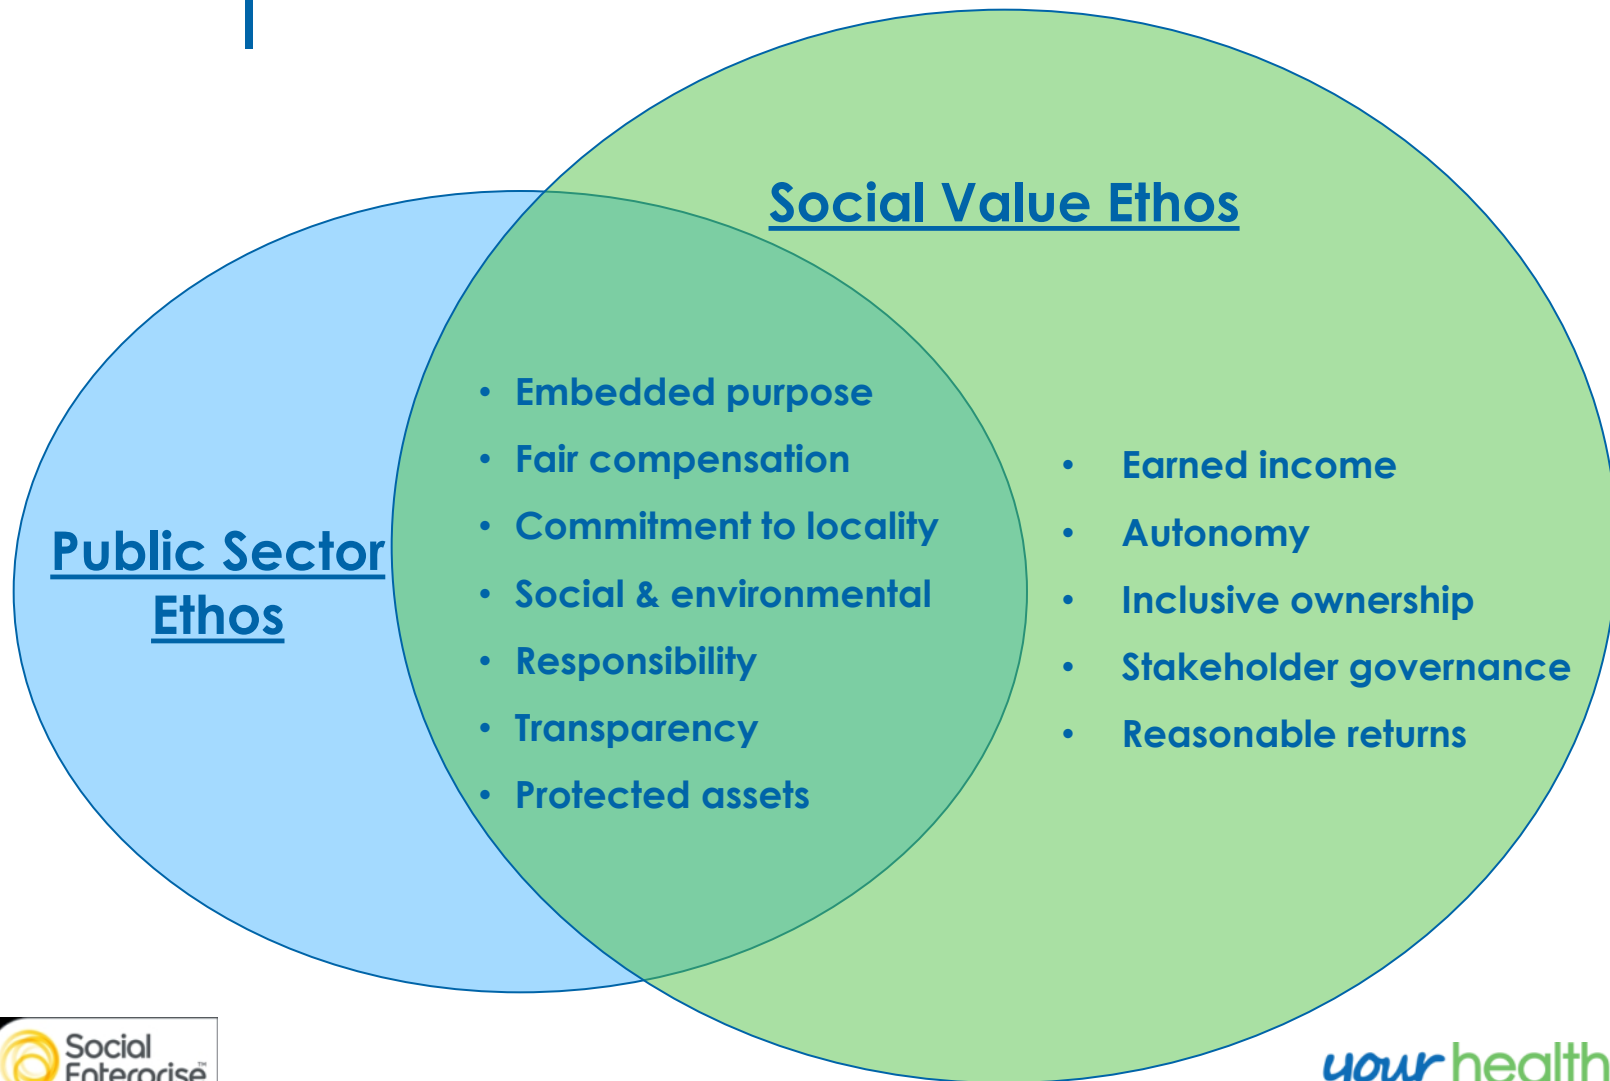 Social Value Ethos
Public Sector
Ethos
• Embedded purpose
• Fair compensation
• Commitment to locality
• Social & environmental
• Responsibility
• Transparency
• Protected assets
• Earned income
• Autonomy
• Inclusive ownership
• Stakeholder governance
• Reasonable returns
Social
Enterprise™
your health